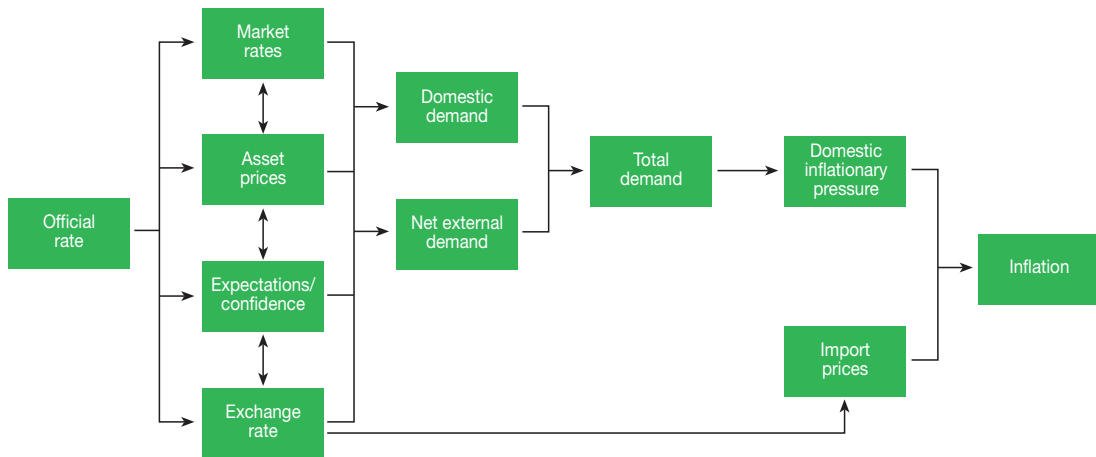 Official
rate
Market
rates
Asset
prices
Expectations/
confidence
Exchange
rate
Domestic
demand
Net external
demand
Total
demand
Domestic
inflationary
pressure
Import
prices
Inflation